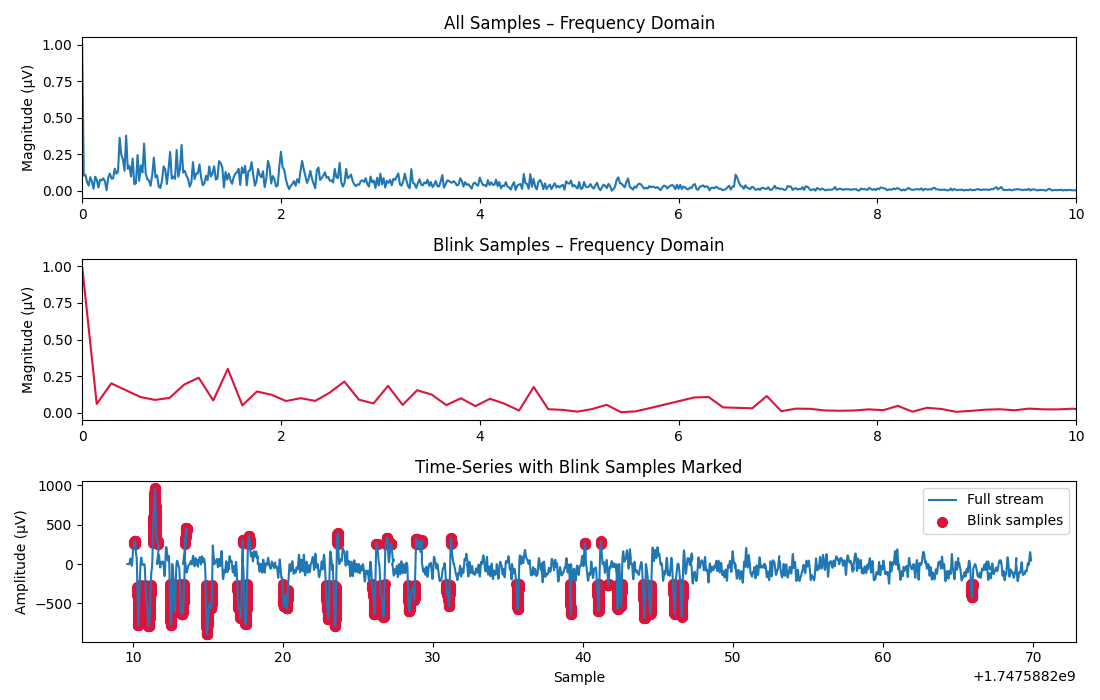 All Samples – Frequency Domain
Magnitude (µV)
1.00
0.75
0.50
0.25
0.00
0 2 4 6 8 10
Blink Samples – Frequency Domain
Magnitude (µV)
1.00
0.75
0.50
0.25
0.00
0 2 4 6 8 10
Time-Series with Blink Samples Marked
Amplitude (µV)
1000
500
0
−500
Full stream
Blink samples
10 20 30 40 50 60 70
Sample
+1.7475882e9